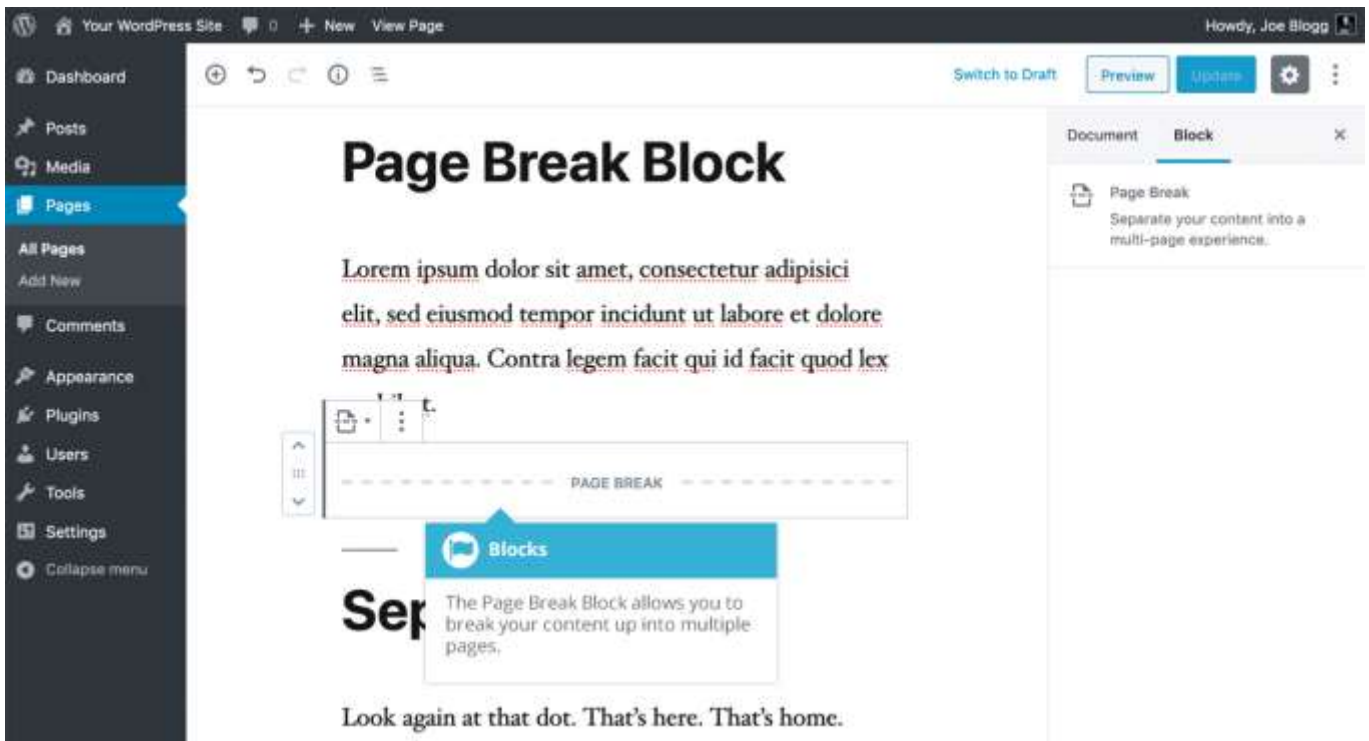 Your WordPress Site 0 New View Page Howdy, Joe Blogg
Dashboard
Posts
Media
Pages
All Pages
Add New
Comments
Appearance
Plugins
Users
Tools
Settings
Collapse menu
Switch to Draft Preview Update
Page Break Block
Lorem ipsum dolor sit amet, consectetur adipisici
elit, sed eiusmod tempor incidunt ut labore et dolore
magna aliqua. Contra legem facit qui id facit quod lex
PAGE BREAK
Blocks
The Page Break Block allows you to
break your content up into multiple
pages.
Sep
Look again at that dot. That's here. That's home.
Document Block
Page Break
Separate your content into a
multi-page experience.